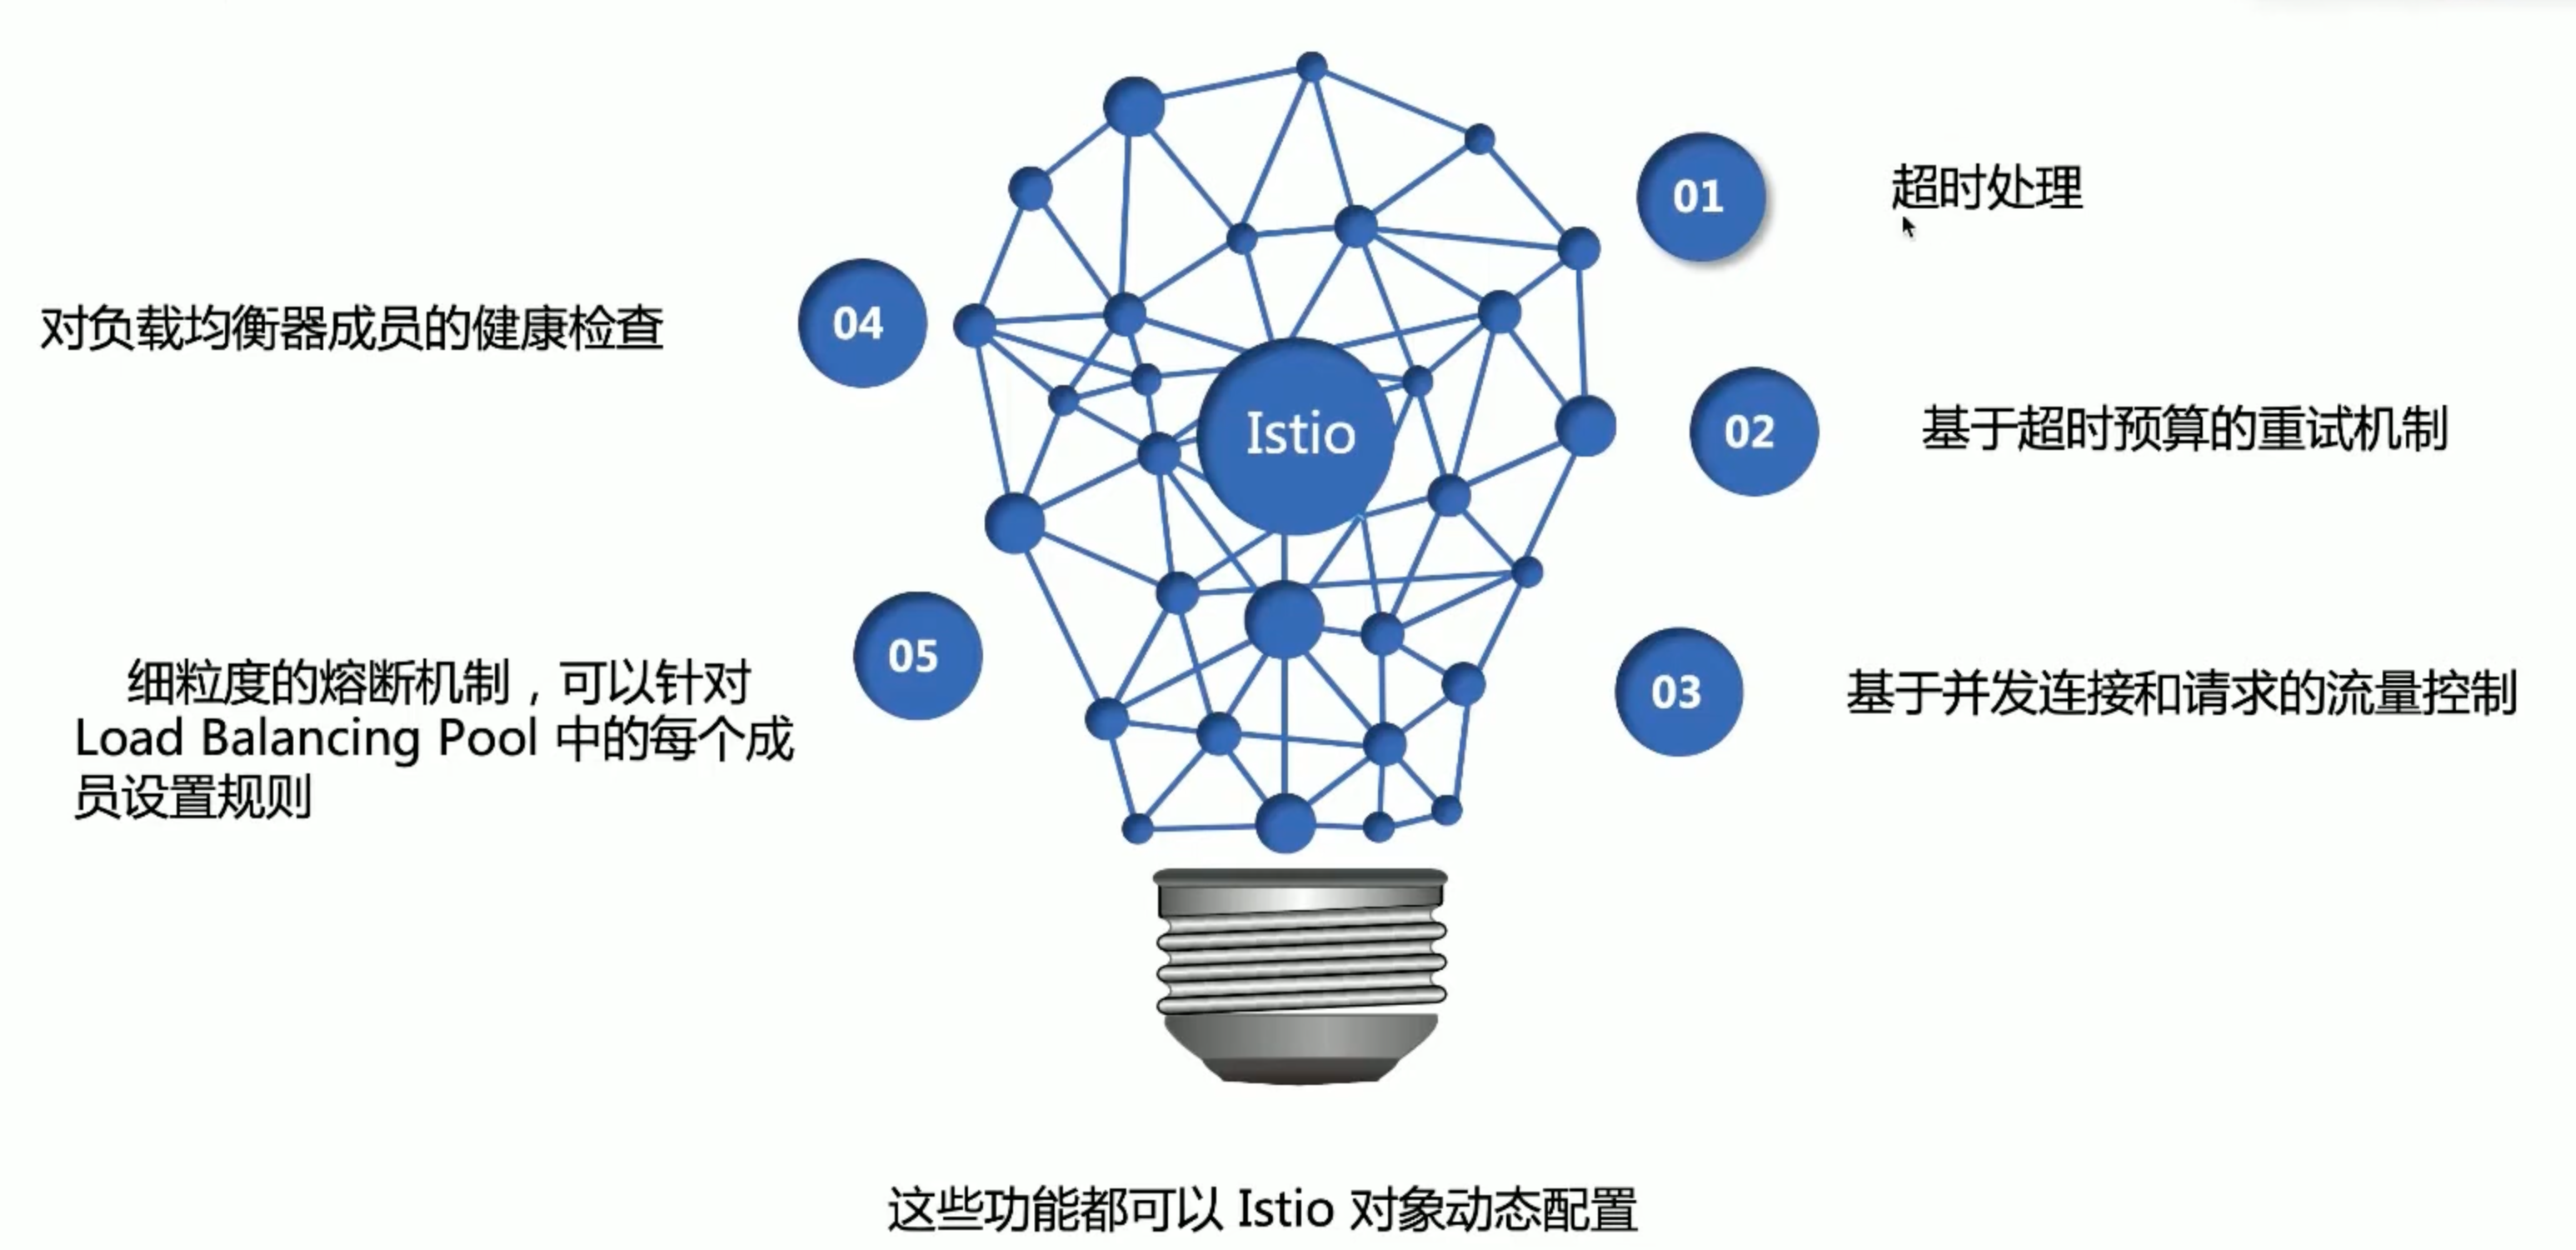 01
超时处理
04
对负载均衡器成员的健康检查
Istio
02
基于超时预算的重试机制
05
细粒度的熔断机制，可以针对
Load Balancing Pool 中的每个成
员设置规则
03
基于并发连接和请求的流量控制
这些功能都可以 Istio 对象动态配置